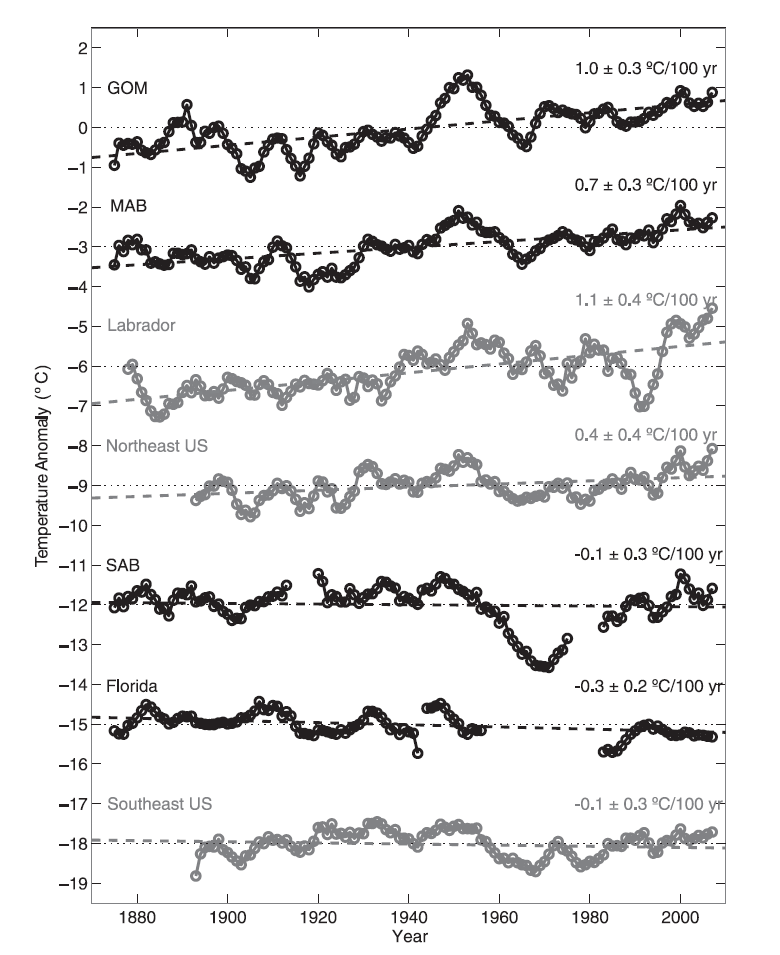 2
1.0 ± 0.3 ºC/100 yr
1
GOM
0
−1
0.7 ± 0.3 ºC/100 yr
−2
MAB
−3
−4
1.1 ± 0.4 ºC/100 yr
−5
Labrador
−6
−7
0.4 ± 0.4 ºC/100 yr
−8
Northeast US
−9
−10
-0.1 ± 0.3 ºC/100 yr
−11
SAB
−12
−13
−14
Florida
-0.3 ± 0.2 ºC/100 yr
−15
−16
−17
Southeast US
-0.1 ± 0.3 ºC/100 yr
−18
−19
Temperature Anomaly (° C)
1880 1900 1920 1940 1960 1980 2000
Year